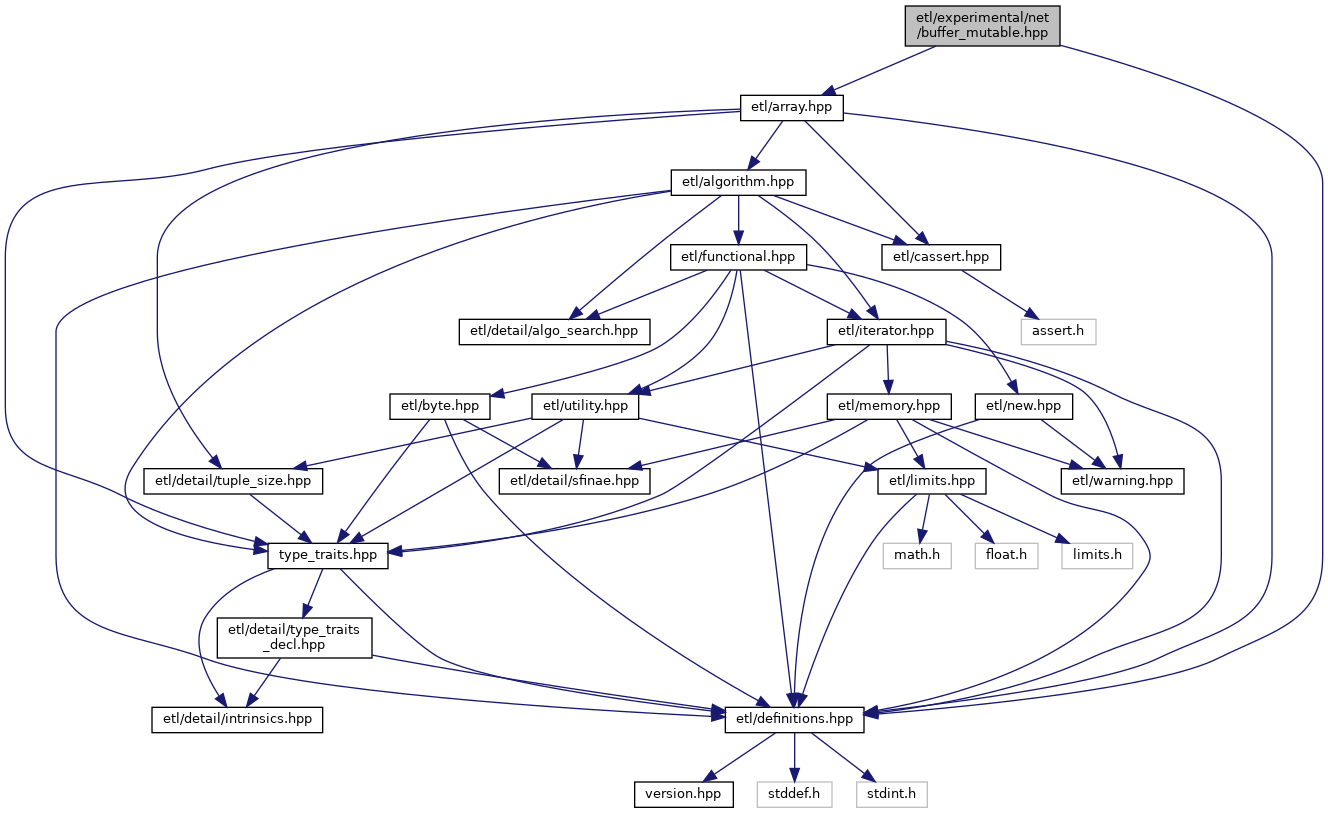 etl/experimental/net
/buffer_mutable.hpp
etl/array.hpp
etl/algorithm.hpp
etl/functional.hpp
etl/cassert.hpp
etl/detail/algo_search.hpp
etl/iterator.hpp
assert.h
etl/byte.hpp
etl/utility.hpp
etl/memory.hpp
etl/new.hpp
etl/detail/tuple_size.hpp
etl/detail/sfinae.hpp
etl/limits.hpp
etl/warning.hpp
type_traits.hpp
math.h
float.h
limits.h
etl/detail/type_traits
_decl.hpp
etl/detail/intrinsics.hpp
etl/definitions.hpp
version.hpp
stddef.h
stdint.h